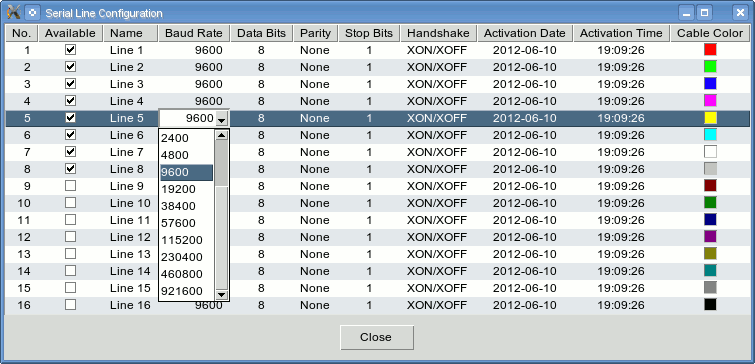 Serial Line Configuration
No. Available Name Baud Rate Data Bits Parity Stop Bits Handshake Activation Date Activation Time Cable Color
1 Line 1 9600 8 None 1 XON/XOFF 2012-06-10 19:09:26
2 Line 2 9600 8 None 1 XON/XOFF 2012-06-10 19:09:26
3 Line 3 9600 8 None 1 XON/XOFF 2012-06-10 19:09:26
4 Line 4 9600 8 None 1 XON/XOFF 2012-06-10 19:09:26
5 Line 5 9600 8 None 1 XON/XOFF 2012-06-10 19:09:26
6 Line 6 2400 8 None 1 XON/XOFF 2012-06-10 19:09:26
7 Line 7 4800 8 None 1 XON/XOFF 2012-06-10 19:09:26
8 Line 8 9600 8 None 1 XON/XOFF 2012-06-10 19:09:26
9 Line 9 19200 8 None 1 XON/XOFF 2012-06-10 19:09:26
10 Line 10 38400 8 None 1 XON/XOFF 2012-06-10 19:09:26
11 Line 11 57600 8 None 1 XON/XOFF 2012-06-10 19:09:26
12 Line 12 115200 8 None 1 XON/XOFF 2012-06-10 19:09:26
13 Line 13 230400 8 None 1 XON/XOFF 2012-06-10 19:09:26
14 Line 14 460800 8 None 1 XON/XOFF 2012-06-10 19:09:26
15 Line 15 921600 8 None 1 XON/XOFF 2012-06-10 19:09:26
16 Line 16 9600 8 None 1 XON/XOFF 2012-06-10 19:09:26
Close